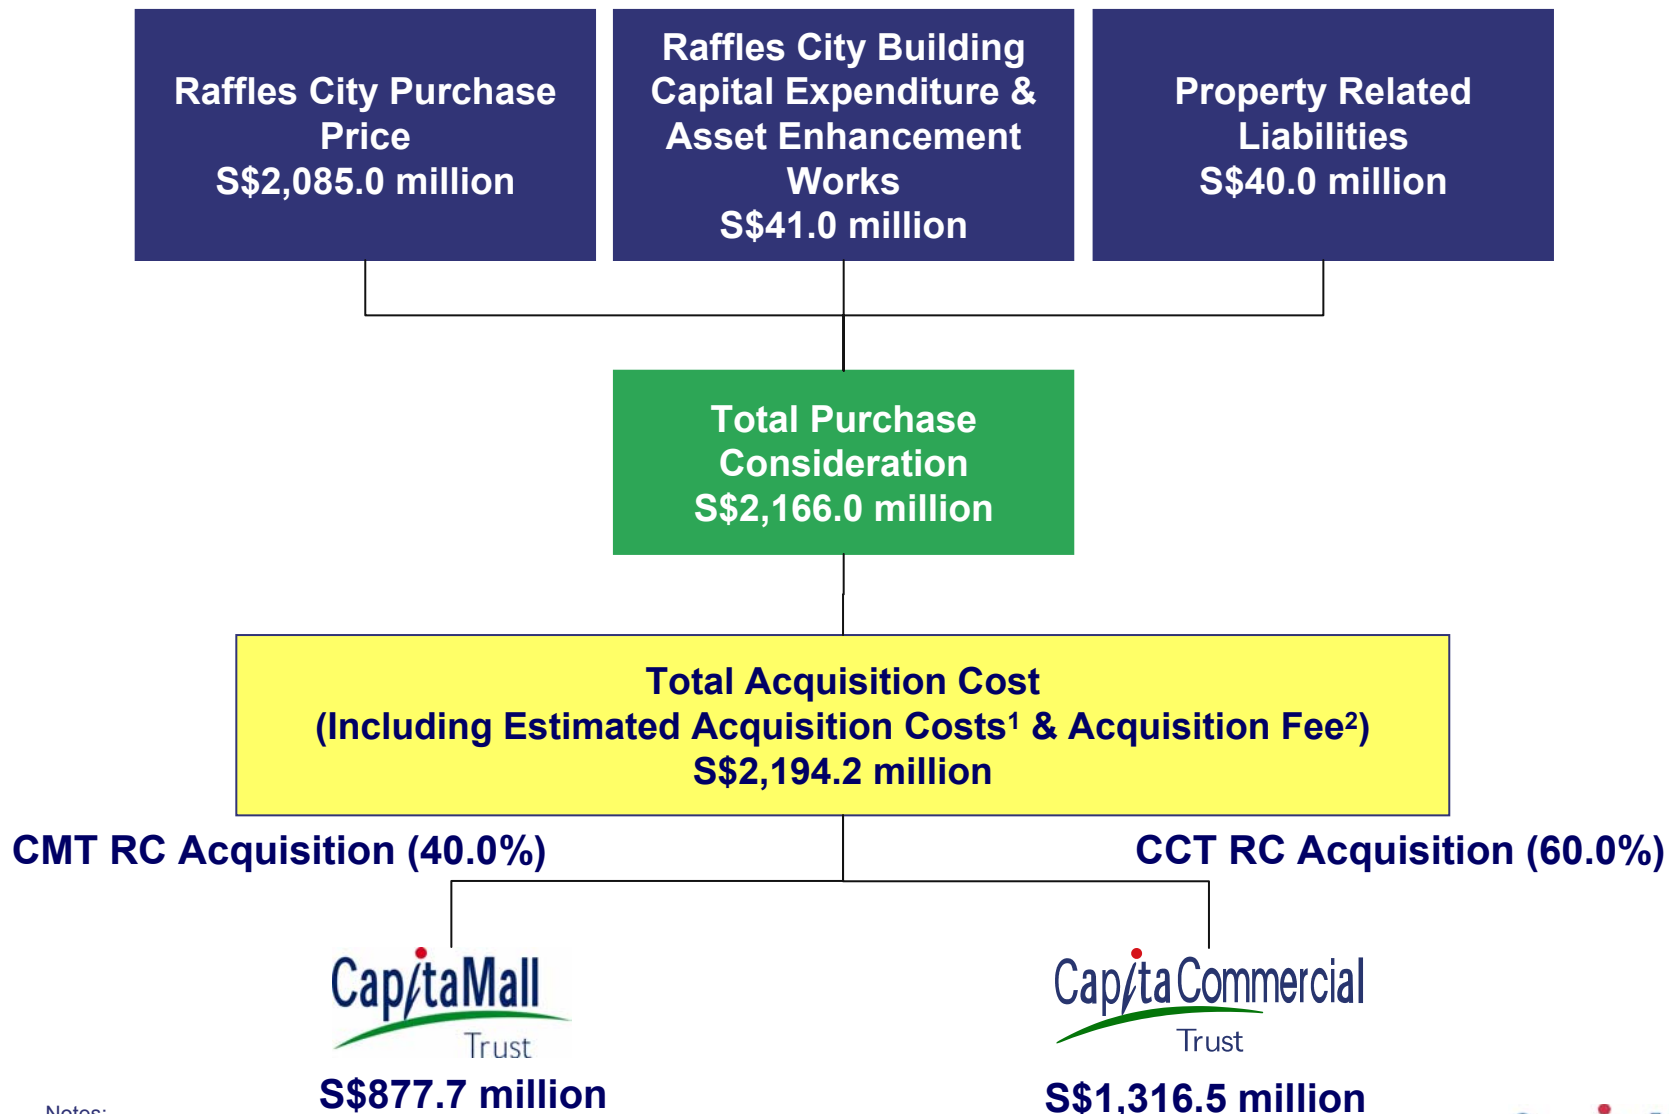 Raffles City Purchase
Price
S$2,085.0 million
Raffles City Building
Capital Expenditure &
Asset Enhancement
Works
S$41.0 million
Property Related
Liabilities
S$40.0 million
Total Purchase
Consideration
S$2,166.0 million
Total Acquisition Cost
(Including Estimated Acquisition Costs¹ & Acquisition Fee²)
S$2,194.2 million
CMT RC Acquisition (40.0%)
CCT RC Acquisition (60.0%)
CapitaMall
Trust
S$877.7 million
CapitaCommercial
Trust
S$1,316.5 million
Notes: